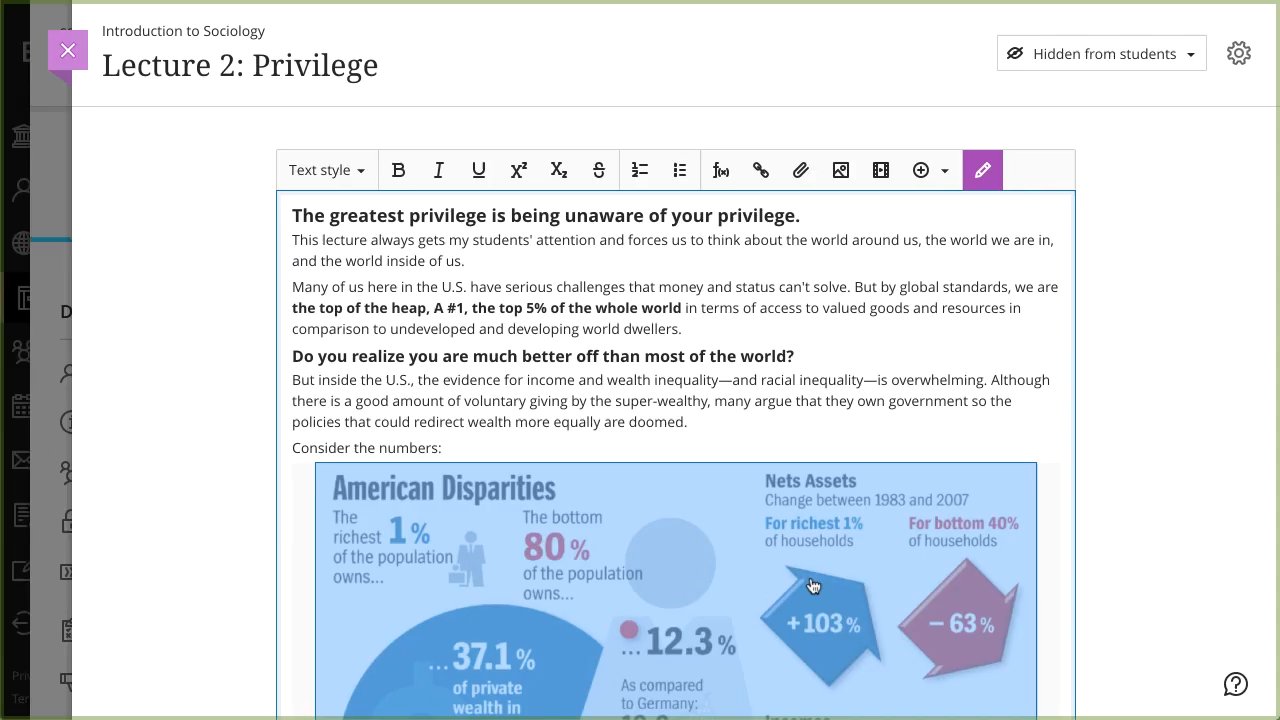 Introduction to Sociology
Lecture 2: Privilege
Hidden from students
Text style
The greatest privilege is being unaware of your privilege.
This lecture always gets my students' attention and forces us to think about the world around us, the world we are in,
and the world inside of us.
Many of us here in the U.S. have serious challenges that money and status can't solve. But by global standards, we are
the top of the heap, A #1, the top 5% of the whole world in terms of access to valued goods and resources in
comparison to undeveloped and developing world dwellers.
Do you realize you are much better off than most of the world?
But inside the U.S., the evidence for income and wealth inequality—and racial inequality—is overwhelming. Although
there is a good amount of voluntary giving by the super-wealthy, many argue that they own government so the
policies that could redirect wealth more equally are doomed.
Consider the numbers:
American Disparities
The
richest 1%
of the population
owns...
The bottom
80%
of the population
owns...
...37.1%
of private
wealth in
...12.3%
As compared
to Germany:
Nets Assets
Change between 1983 and 2007
For richest 1%
of households
For bottom 40%
of households
+103%
−63%